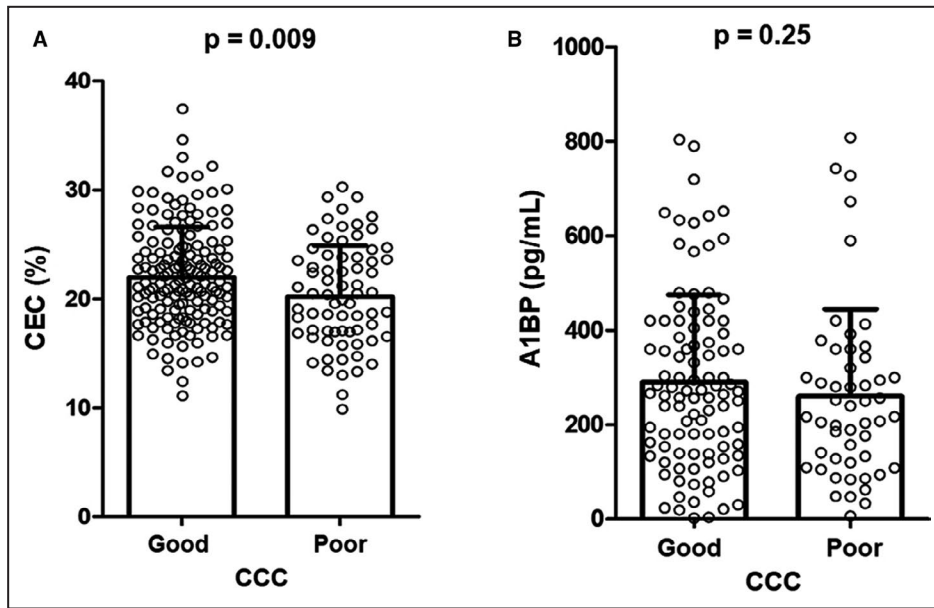 A
p = 0.009
CEC (%)
40
30
20
10
0
Good
Poor
CCC
B
p = 0.25
A1BP (pg/mL)
1000
800
600
400
200
0
Good
Poor
CCC